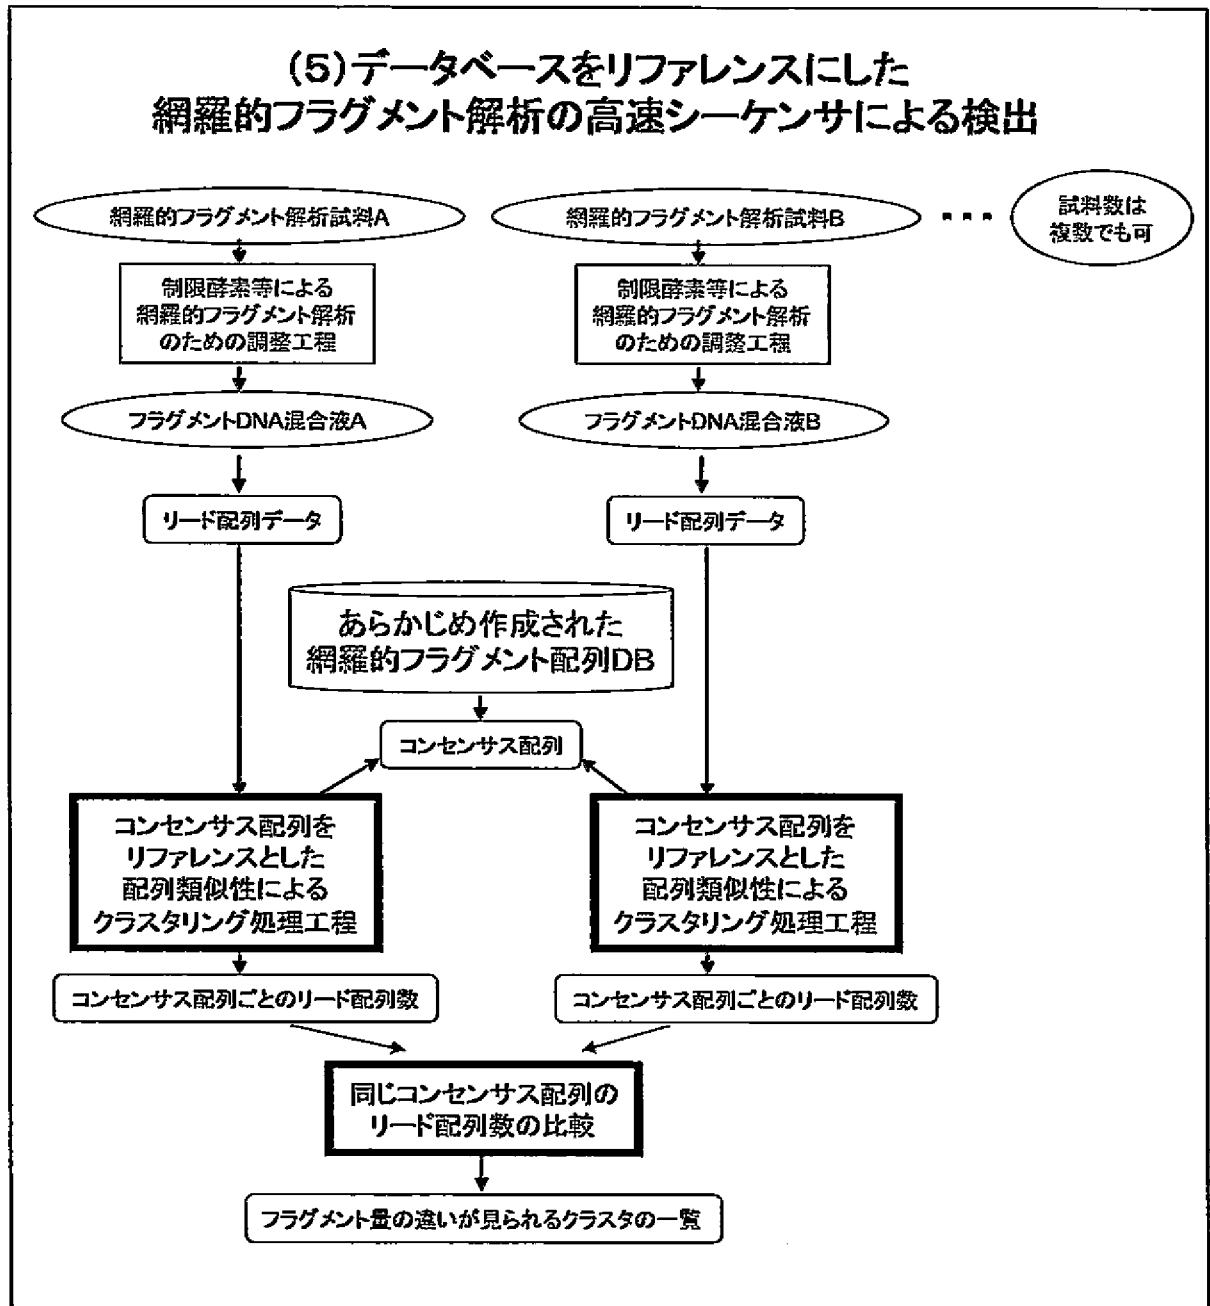 (5)データベースをリファレンスにした
網羅的フラグメント解析の高速シーケンサによる検出
網羅的フラグメント解析試料A
網羅的フラグメント解析試料B
・・・
試料数は
複数でも可
制限酵素等による
網羅的フラグメント解析
のための調整工程
制限酵素等による
網羅的フラグメント解析
のための調整工程
フラグメントDNA混合液A
フラグメントDNA混合液B
リード配列データ
リード配列データ
あらかじめ作成された
網羅的フラグメント配列DB
コンセンサス配列
コンセンサス配列を
リファレンスとした
配列類似性による
クラスタリング処理工程
コンセンサス配列を
リファレンスとした
配列類似性による
クラスタリング処理工程
コンセンサス配列ごとのリード配列数
コンセンサス配列ごとのリード配列数
同じコンセンサス配列の
リード配列数の比較
フラグメント量の違いが見られるクラスタの一覧